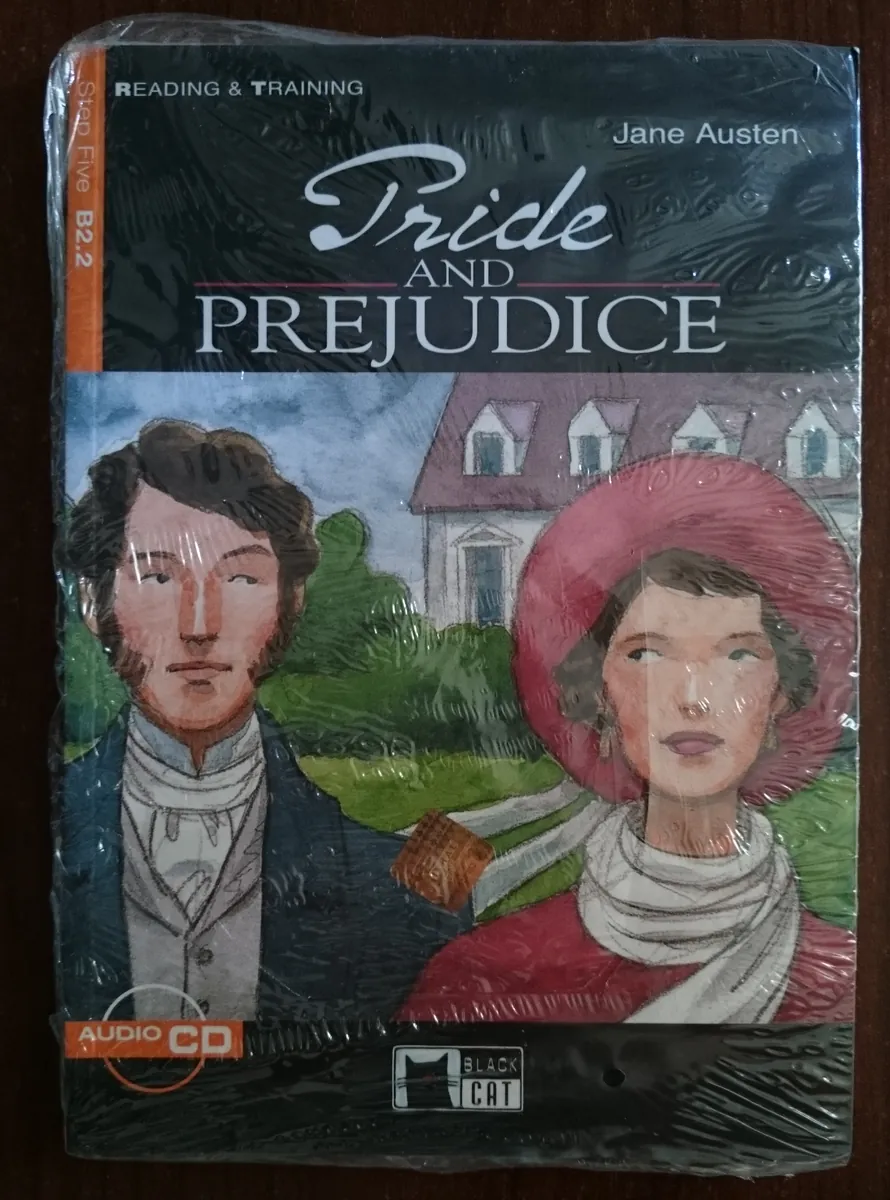 READING & TRAINING
Step Five B2.2
Jane Austen
Pride
AND
PREJUDICE
AUDIO CD
BLACK
CAT